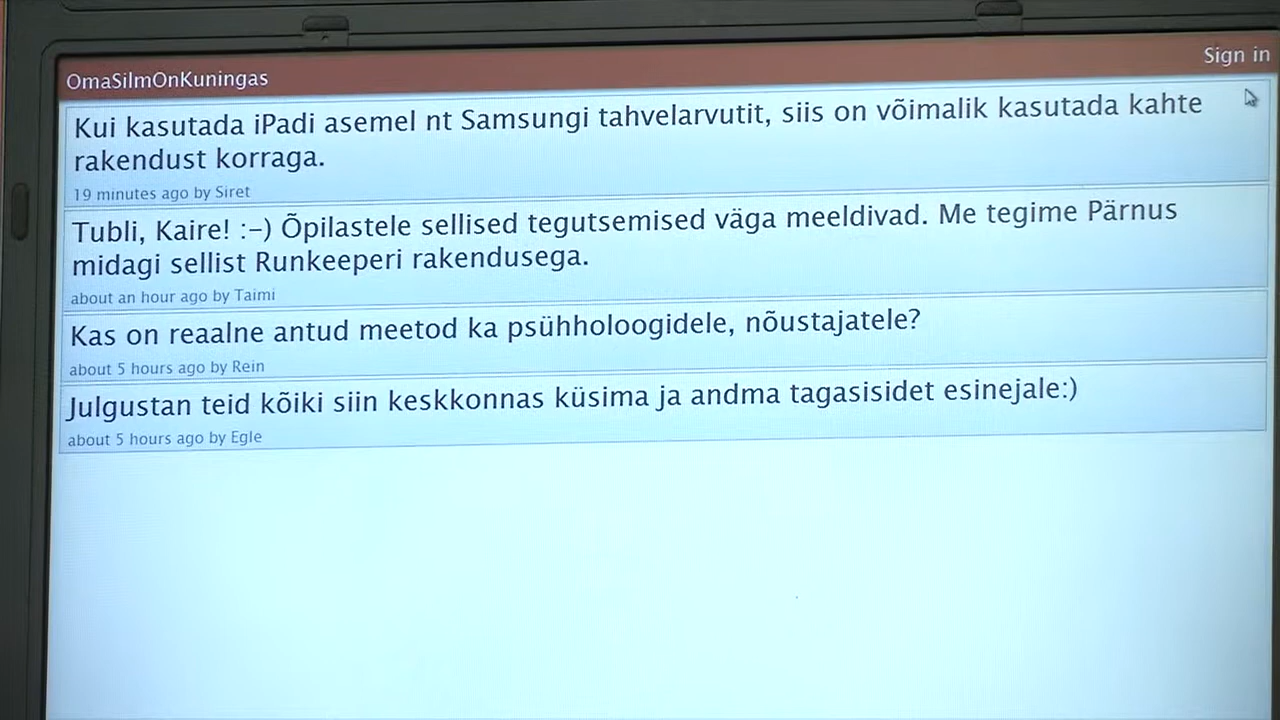 OmaSilmOnKuningas
Sign in
Kui kasutada iPadi asemel nt Samsungi tahvelarvutit, siis on võimalik kasutada kahte
rakendust korraga.
19 minutes ago by Siret
Tubli, Kaire! :-) Õpilastele sellised tegutsemised väga meeldivad. Me tegime Pärnus
midagi sellist Runkeeperi rakendusega.
about an hour ago by Taimi
Kas on reaalne antud meetod ka psühholoogidele, nõustajatele?
about 5 hours ago by Rein
Julgustan teid kõiki siin keskkonnas küsima ja andma tagasisidet esinejale:)
about 5 hours ago by Egle